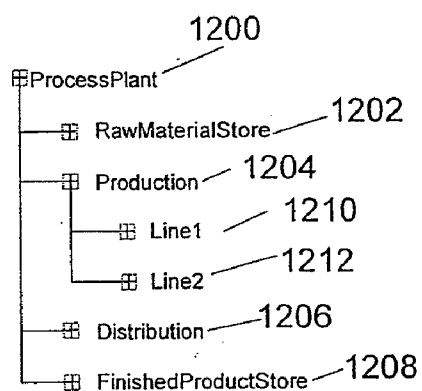 1200
ProcessPlant
RawMaterialStore 1202
Production 1204
Line1 1210
Line2 1212
Distribution 1206
FinishedProductStore 1208